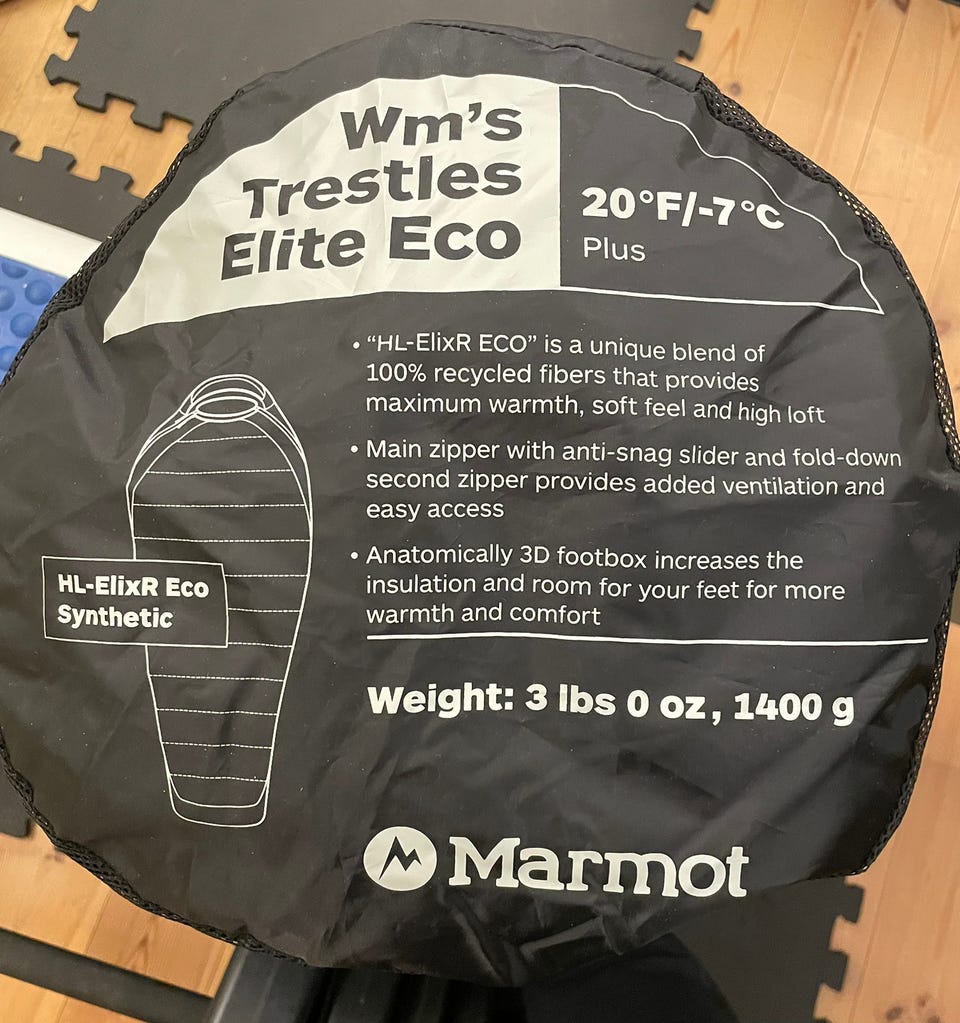 Wm's
Trestles
Elite Eco
20°F/-7°C
Plus
• "HL-ElixR ECO" is a unique blend of
100% recycled fibers that provides
maximum warmth, soft feel and high loft
• Main zipper with anti-snag slider and fold-down
second zipper provides added ventilation and
easy access
• Anatomically 3D footbox increases the
insulation and room for your feet for more
warmth and comfort
HL-ElixR Eco
Synthetic
Weight: 3 lbs 0 oz, 1400 g
Marmot